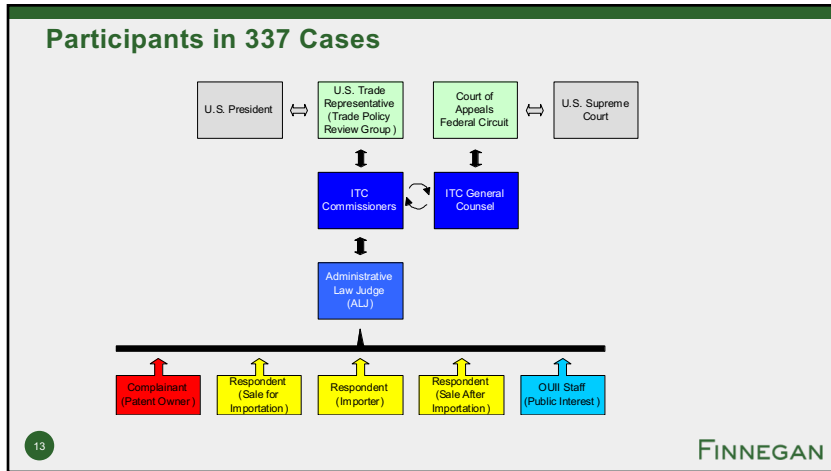 Participants in 337 Cases
U.S. President
U.S. Trade
Representative
(Trade Policy
Review Group )
Court of
Appeals
Federal Circuit
U.S. Supreme
Court
ITC
Commissioners
ITC General
Counsel
Administrative
Law Judge
(ALJ)
Complainant
(Patent Owner )
Respondent
(Sale for
Importation )
Respondent
(Importer )
Respondent
(Sale After
Importation )
OUII Staff
(Public Interest )
13
FINNEGAN